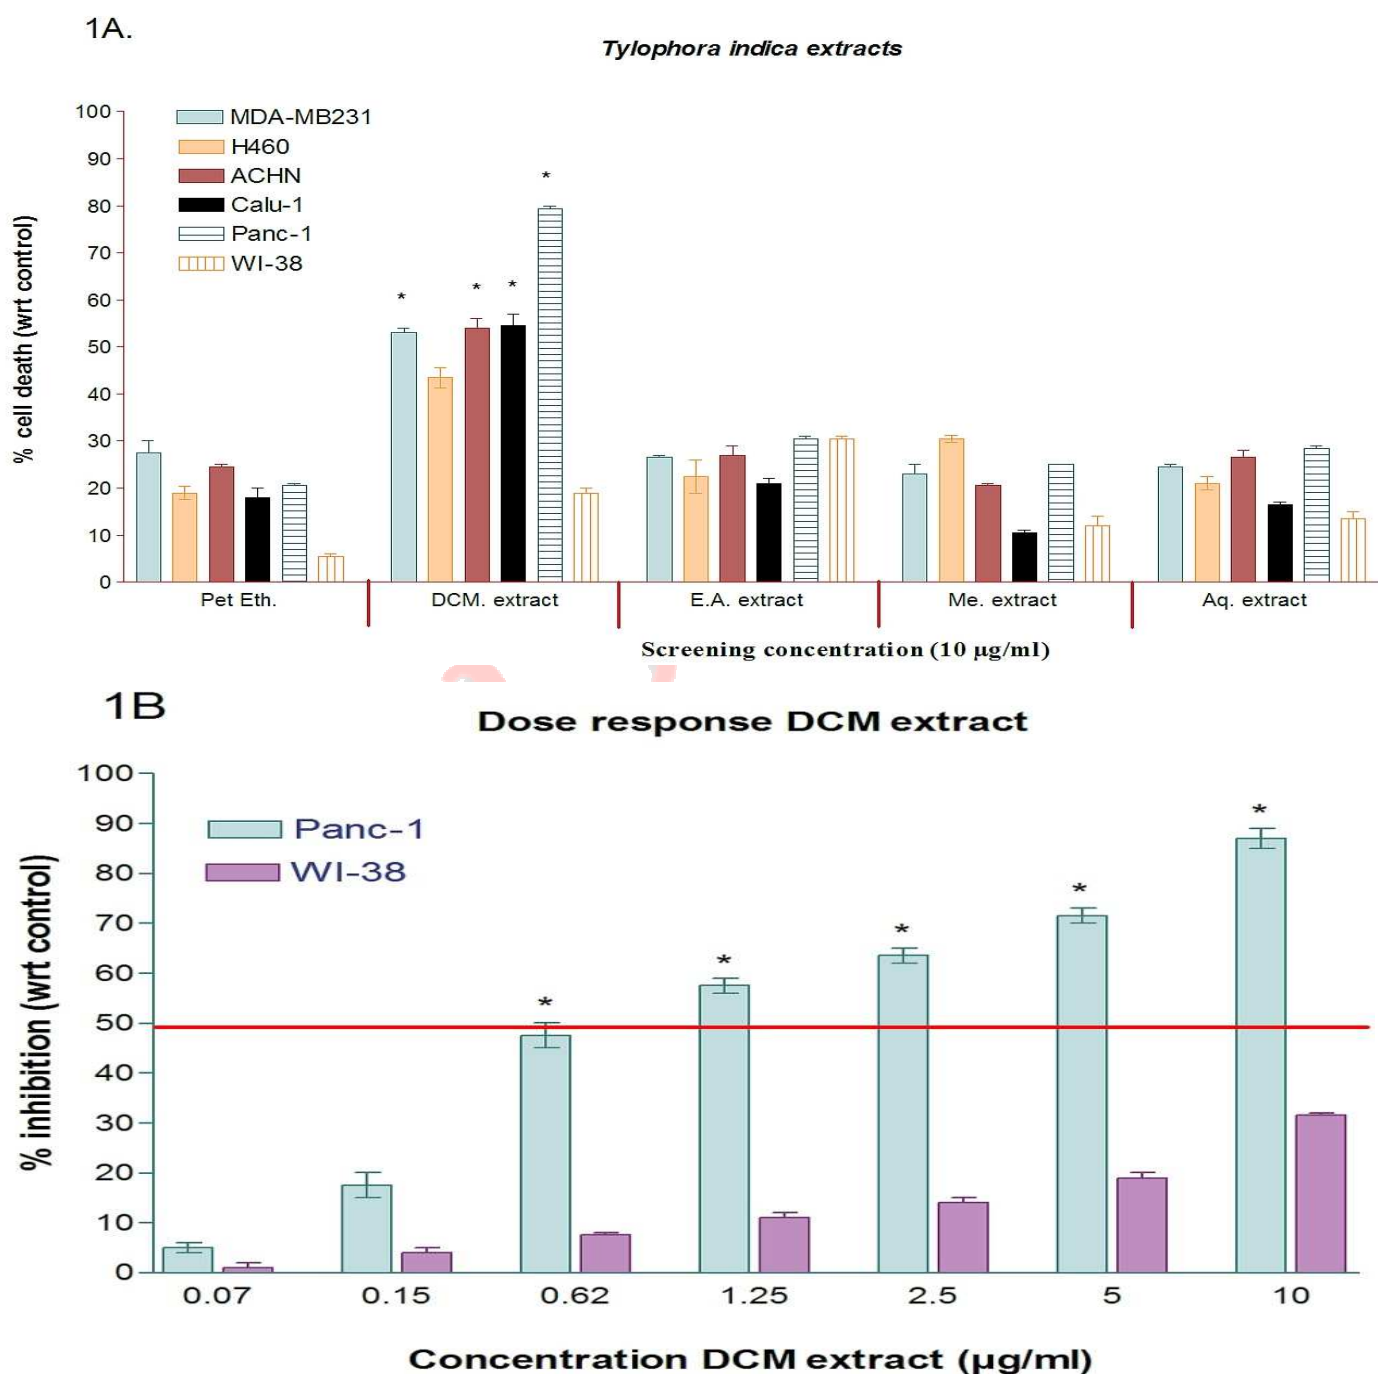 1A.
Tylophora indica extracts
% cell death (wrt control)
100
90
80
70
60
50
40
30
20
10
0
MDA-MB231
H460
ACHN
Calu-1
Panc-1
WI-38
*
*
*
*
Pet Eth.
DCM. extract
E.A. extract
Me. extract
Aq. extract
Screening concentration (10 µg/ml)
1B
Dose response DCM extract
% inhibition (wrt control)
100
90
80
70
60
50
40
30
20
10
0
Panc-1
WI-38
*
*
*
*
*
0.07
0.15
0.62
1.25
2.5
5
10
Concentration DCM extract (µg/ml)